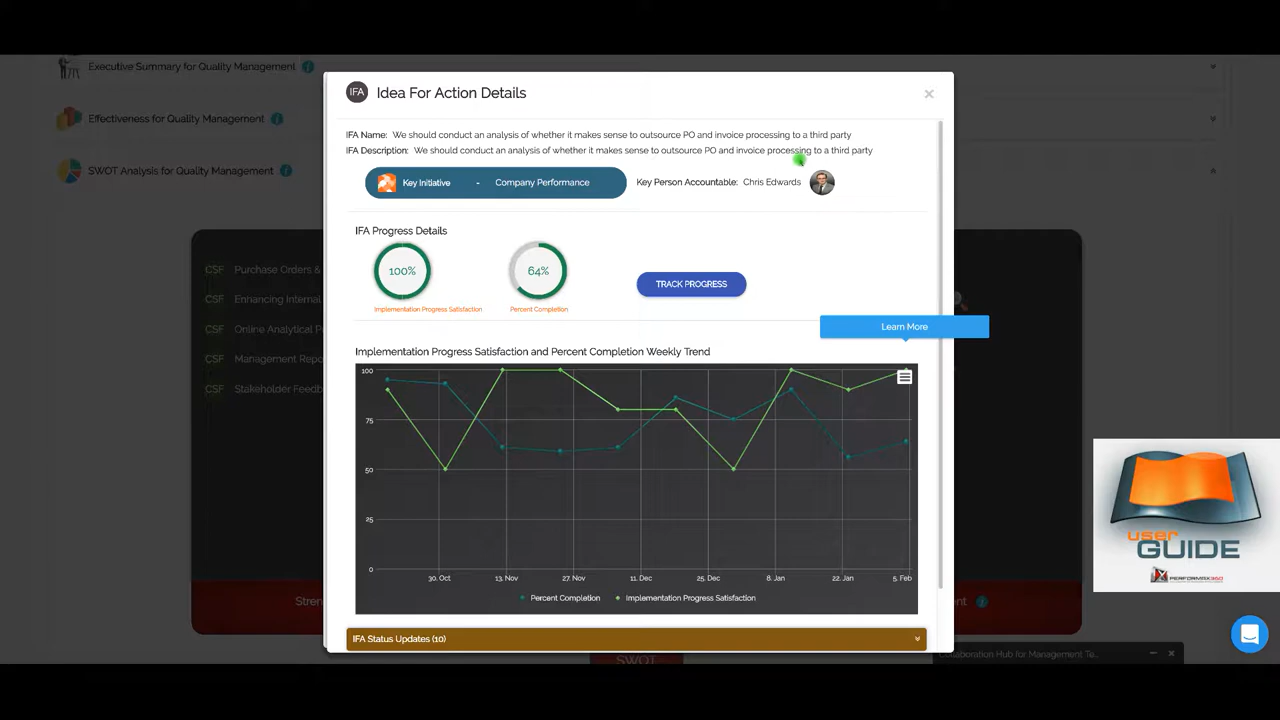 Executive Summary for Quality Management
Effectiveness for Quality Management
SWOT Analysis for Quality Management
IFA Idea For Action Details
IFA Name: We should conduct an analysis of whether it makes sense to outsource PO and invoice processing to a third party
IFA Description: We should conduct an analysis of whether it makes sense to outsource PO and invoice processing to a third party
Key Initiative - Company Performance
Key Person Accountable: Chris Edwards
IFA Progress Details
100%
64%
TRACK PROGRESS
Implementation Progress Satisfaction
Percent Completion
Learn More
Implementation Progress Satisfaction and Percent Completion Weekly Trend
100
75
50
25
0
30. Oct 13. Nov 27. Nov 11. Dec 25. Dec 8. Jan 22. Jan 5. Feb
Percent Completion Implementation Progress Satisfaction
IFA Status Updates (10)
CSF Purchase Orders &
CSF Enhancing Internal
CSF Online Analytical P
CSF Management Repo
CSF Stakeholder Feedb
Stren
SWOT
Collaboration Hub for Management Te...
user
GUIDE
PERFORMAX360